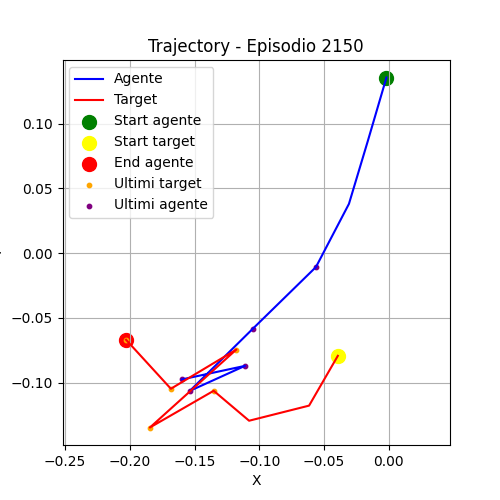 Trajectory - Episodio 2150
Agente
Target
Start agente
Start target
End agente
Ultimi target
Ultimi agente
0.10
0.05
0.00
−0.05
−0.10
−0.25
−0.20
−0.15
−0.10
−0.05
0.00
X